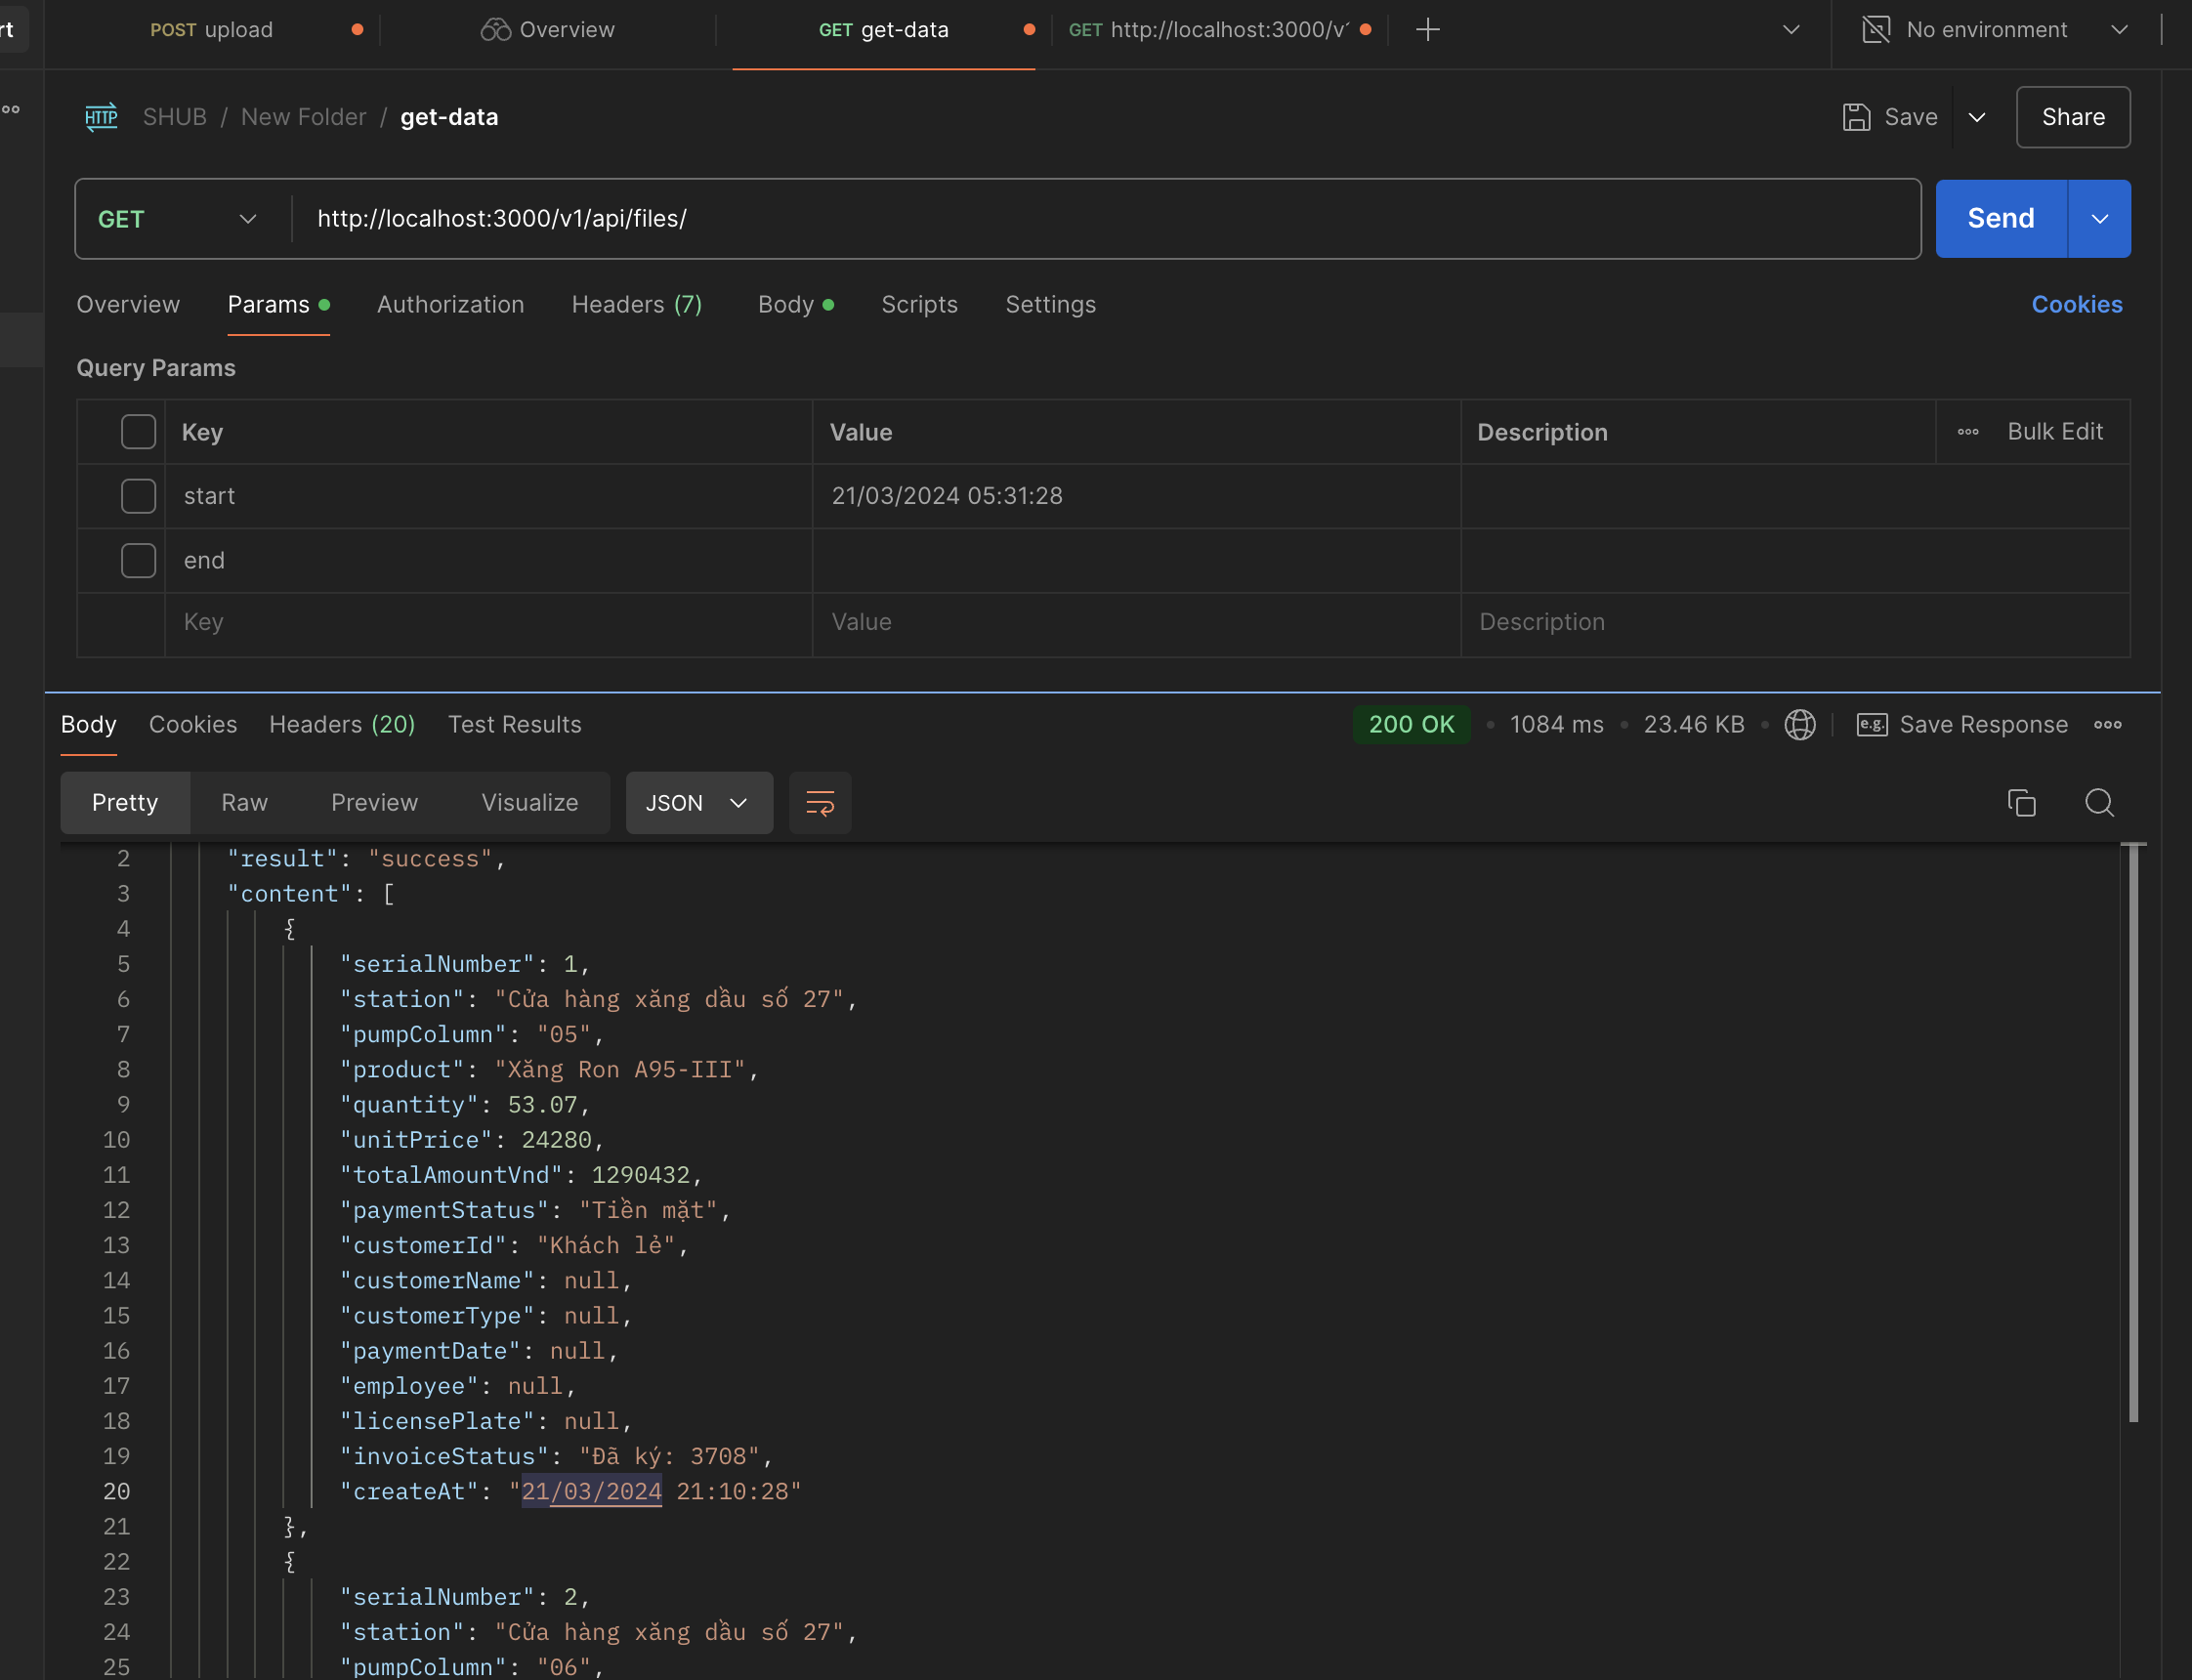 rt POST upload Overview GET get-data GET http://localhost:3000/v1 No environment
HTTP SHUB / New Folder / get-data Save Share
GET http://localhost:3000/v1/api/files/ Send
Overview Params Authorization Headers (7) Body Scripts Settings Cookies
Query Params
Key Value Description Bulk Edit
start 21/03/2024 05:31:28
end
Key Value Description
Body Cookies Headers (20) Test Results 200 OK 1084 ms 23.46 KB e.g. Save Response
Pretty Raw Preview Visualize JSON
2 "result": "success",
3 "content": [
4 {
5 "serialNumber": 1,
6 "station": "Cửa hàng xăng dầu số 27",
7 "pumpColumn": "05",
8 "product": "Xăng Ron A95-III",
9 "quantity": 53.07,
10 "unitPrice": 24280,
11 "totalAmountVnd": 1290432,
12 "paymentStatus": "Tiền mặt",
13 "customerId": "Khách lẻ",
14 "customerName": null,
15 "customerType": null,
16 "paymentDate": null,
17 "employee": null,
18 "licensePlate": null,
19 "invoiceStatus": "Đã ký: 3708",
20 "createAt": "21/03/2024 21:10:28"
21 },
22 {
23 "serialNumber": 2,
24 "station": "Cửa hàng xăng dầu số 27",
25 "pumpColumn": "06",